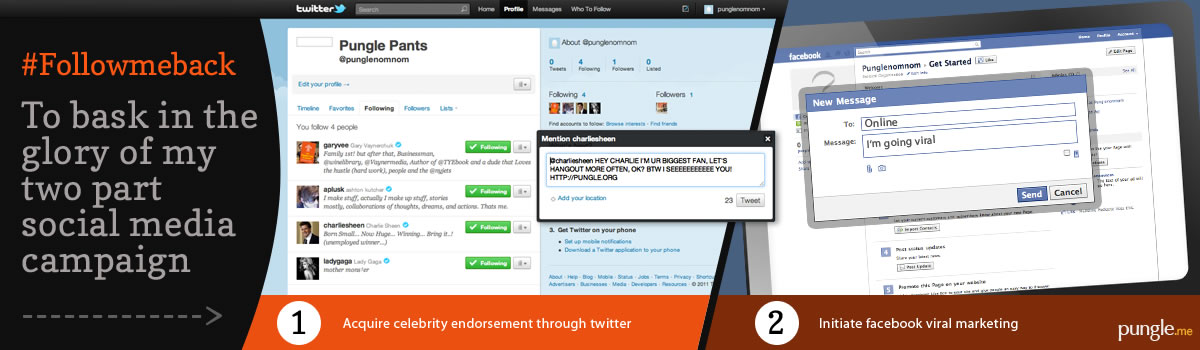 #Followmeback
To bask in the
glory of my
two part
social media
campaign
twitter
Search
Home Profile Messages Who To Follow
punglenomnom
Pungle Pants
@punglenomnom
Edit your profile →
Timeline Favorites Following Followers Lists
You follow 4 people
garyvee Gary Vaynerchuk
Family 1st! but after that, Businessman,
@winelibrary, @Vaynermedia, Author of @TYEbook and a dude that Loves
the hustle (hard work), people and the @nyjets
Following
aplusk ashton kutcher
I make stuff, actually I make up stuff, stories
mostly, collaborations of thoughts, dreams, and actions. Thats me.
Following
charliesheen Charlie Sheen
Born Small... Now Huge... Winning... Bring it..!
(unemployed winner...)
Following
ladygaga Lady Gaga
mother mons†er
Following
About @punglenomnom
0 4 1 0
Tweets Following Followers Listed
Following 4
Followers 1
Find accounts to follow: Browse interests · Find friends
Mention charliesheen
x
@charliesheen HEY CHARLIE I'M UR BIGGEST FAN, LET'S
HANGOUT MORE OFTEN, OK? BTW I SEEEEEEEEEEE YOU!
HTTP://PUNGLE.ORG
Add your location
23 Tweet
3. Get Twitter on your phone
Set up mobile notifications
Download a Twitter application to your phone
About · Help · Blog · Mobile · Status · Jobs · Terms · Privacy · Shortcuts
Advertisers · Businesses · Media · Developers · Resources · © 2011
facebook
Search
Home Profile Account
Punglenomnom › Get Started
Like
Edit Page
New Message
To: Online
Message: I'm going viral
Send Cancel
Import Contacts
4 Post status updates
Share your latest news.
Post Update
5 Promote this Page on your website
1 Acquire celebrity endorsement through twitter
2 Initiate facebook viral marketing
pungle.me